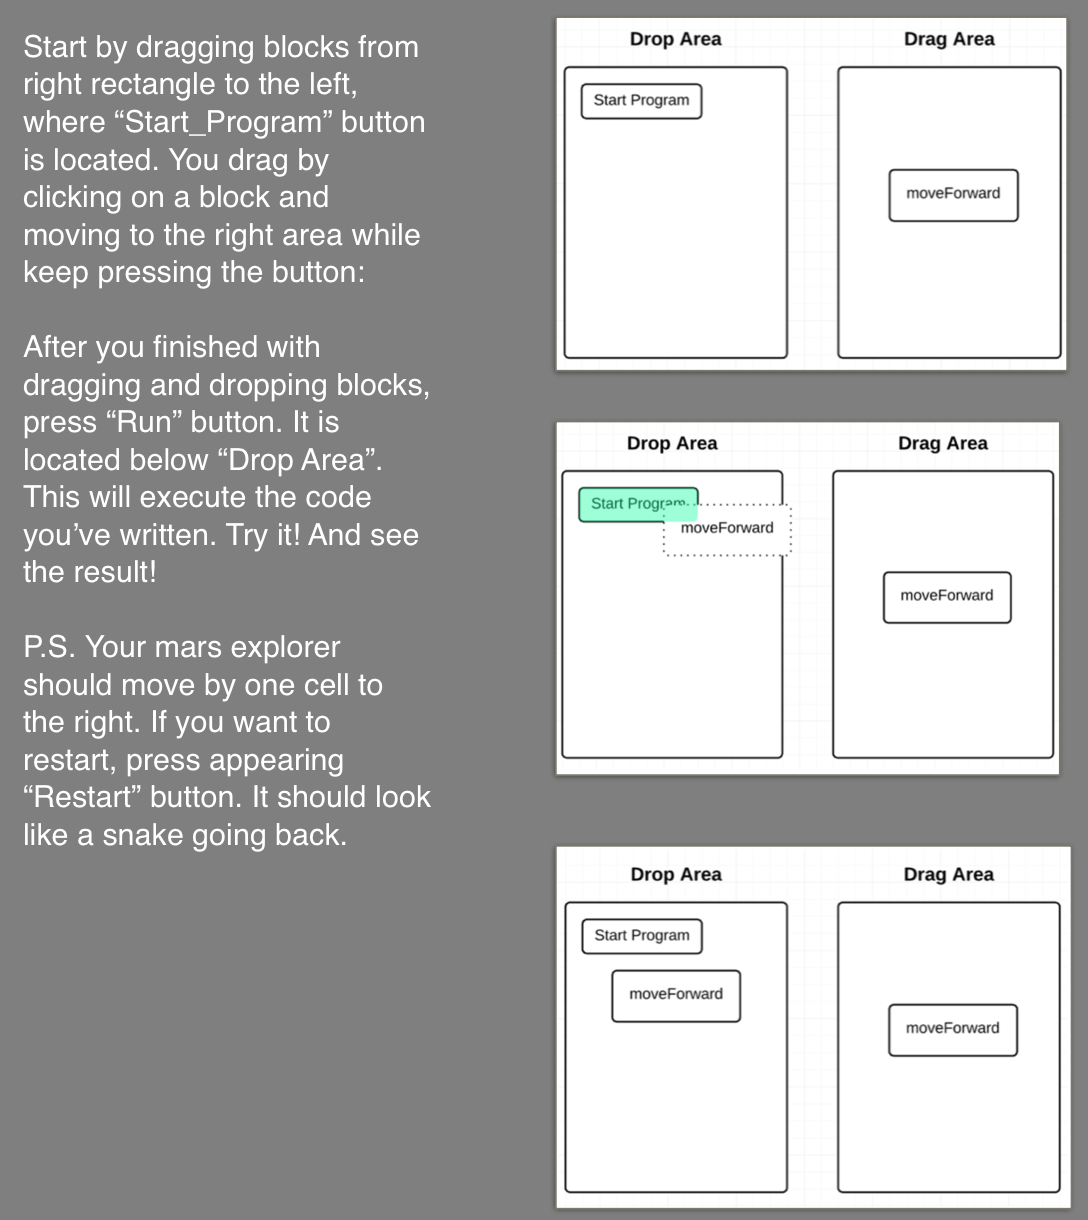 Start by dragging blocks from
right rectangle to the left,
where “Start_Program” button
is located. You drag by
clicking on a block and
moving to the right area while
keep pressing the button:
After you finished with
dragging and dropping blocks,
press “Run” button. It is
located below “Drop Area”.
This will execute the code
you’ve written. Try it! And see
the result!
P.S. Your mars explorer
should move by one cell to
the right. If you want to
restart, press appearing
“Restart” button. It should look
like a snake going back.
Drop Area
Drag Area
Start Program
moveForward
Drop Area
Drag Area
Start Program
moveForward
moveForward
Drop Area
Drag Area
Start Program
moveForward
moveForward